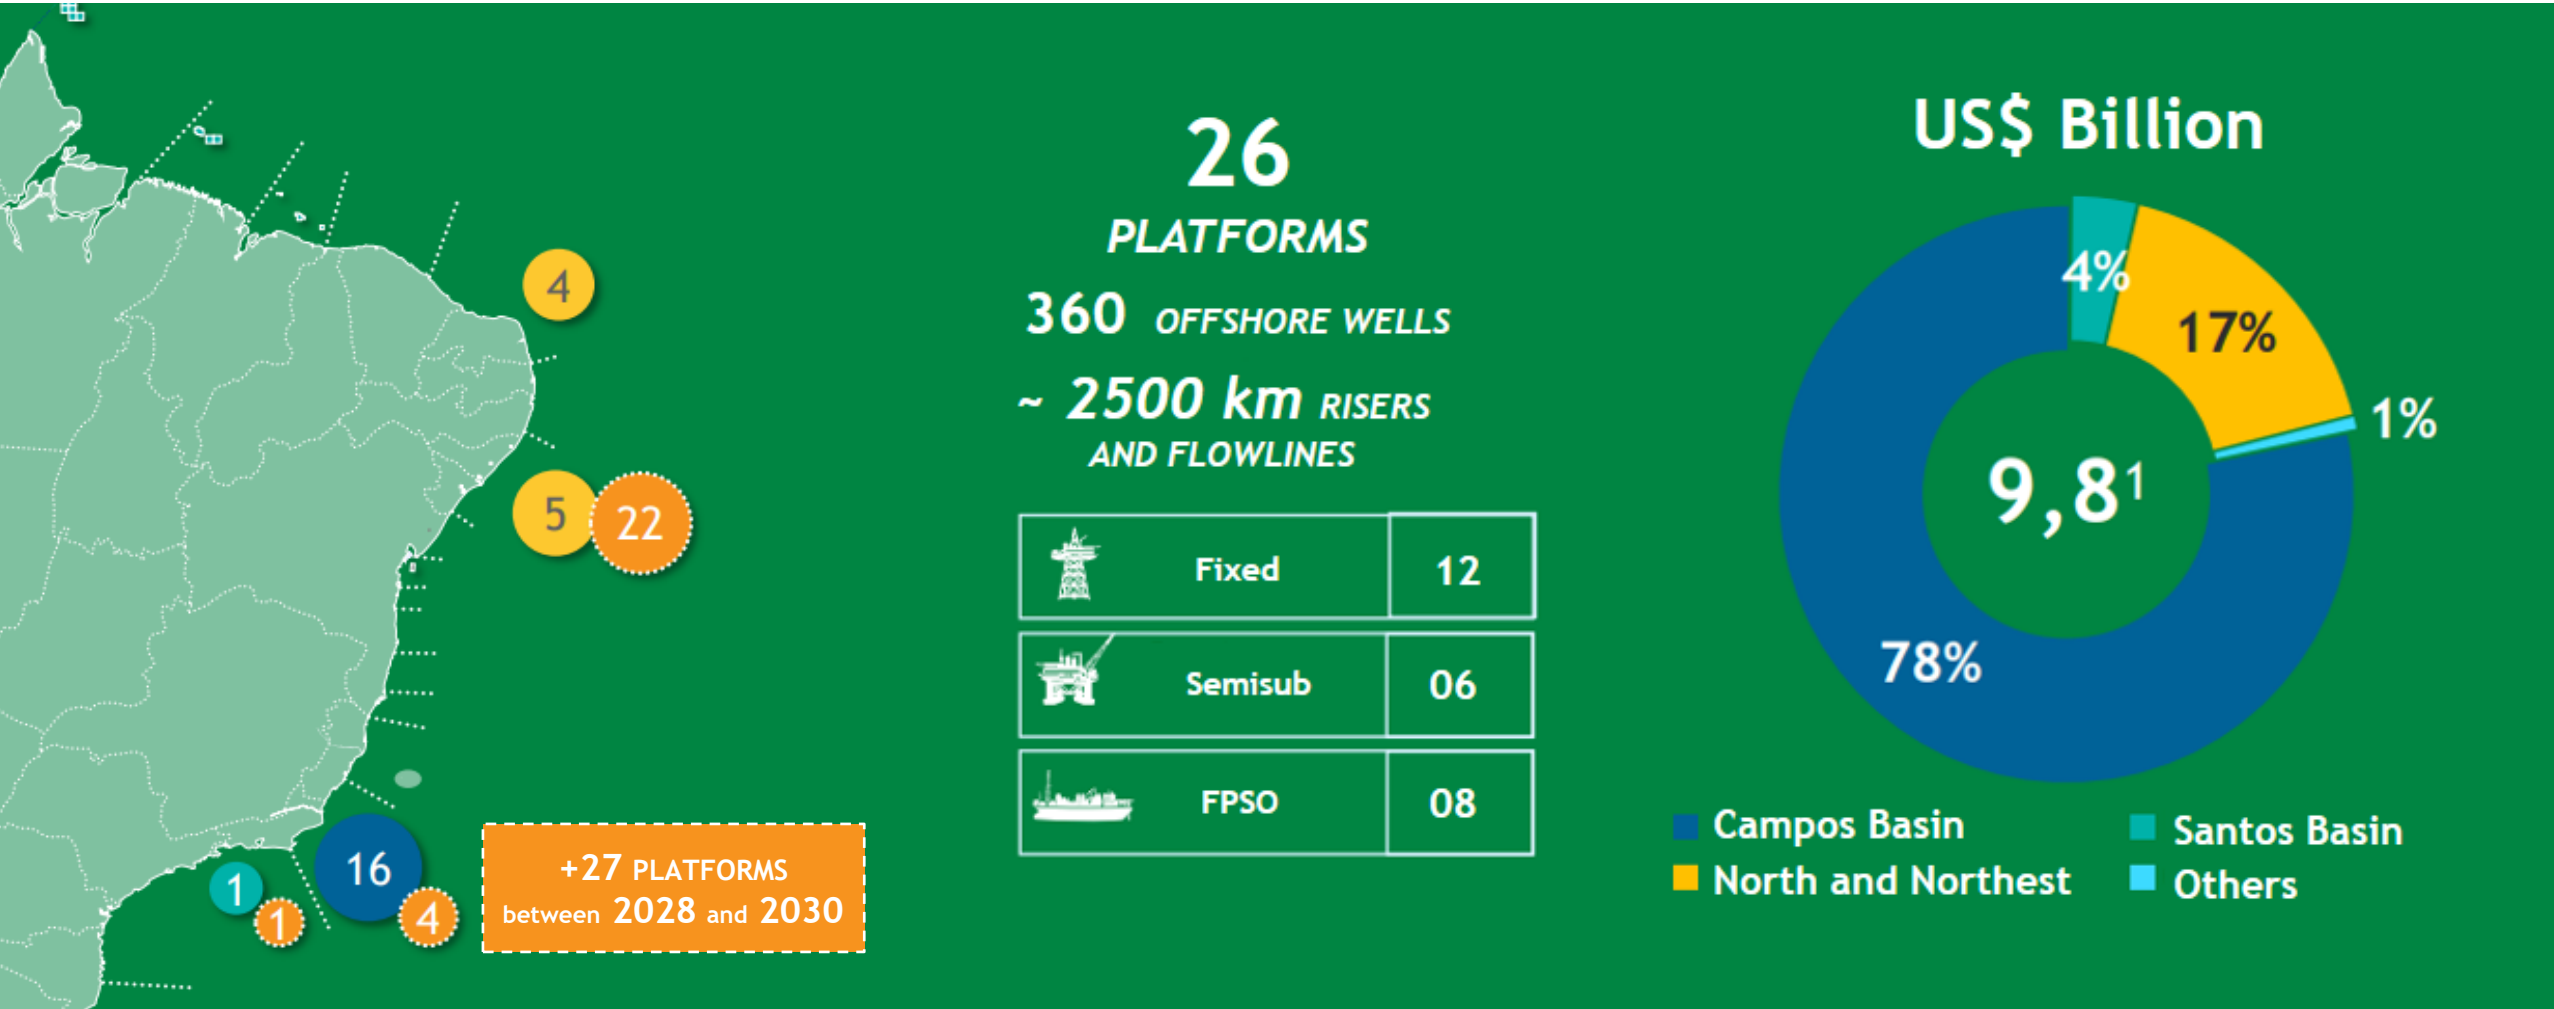 4
5
22
16
1
1
4
+27 PLATFORMS
between 2028 and 2030
26
PLATFORMS
360 OFFSHORE WELLS
~ 2500 km RISERS
AND FLOWLINES
Fixed 12
Semisub 06
FPSO 08
US$ Billion
4%
17%
1%
9,8¹
78%
Campos Basin
Santos Basin
North and Northest
Others